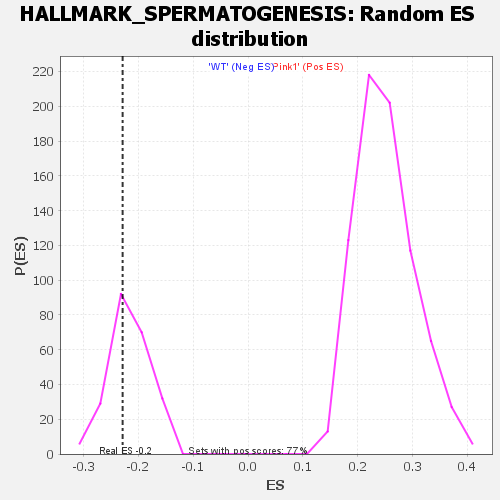 HALLMARK_SPERMATOGENESIS: Random ES
distribution
'WT' (Neg ES)
Pink1' (Pos ES)
220
200
180
160
140
120
100
80
60
40
20
0
P(ES)
Real ES -0.2
Sets with pos scores: 77%
-0.3 -0.2 -0.1 0.0 0.1 0.2 0.3 0.4
ES